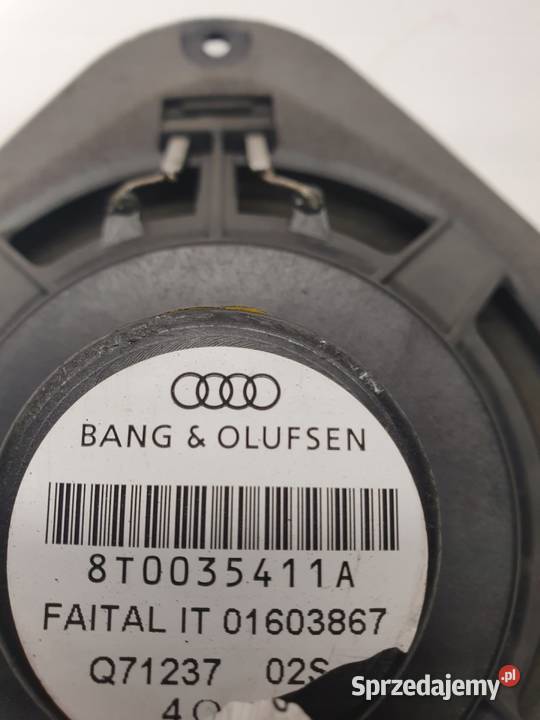 BANG & OLUFSEN
8T0035411A
FAITAL IT 01603867
Q71237 02S
Sprzedajemy.pl